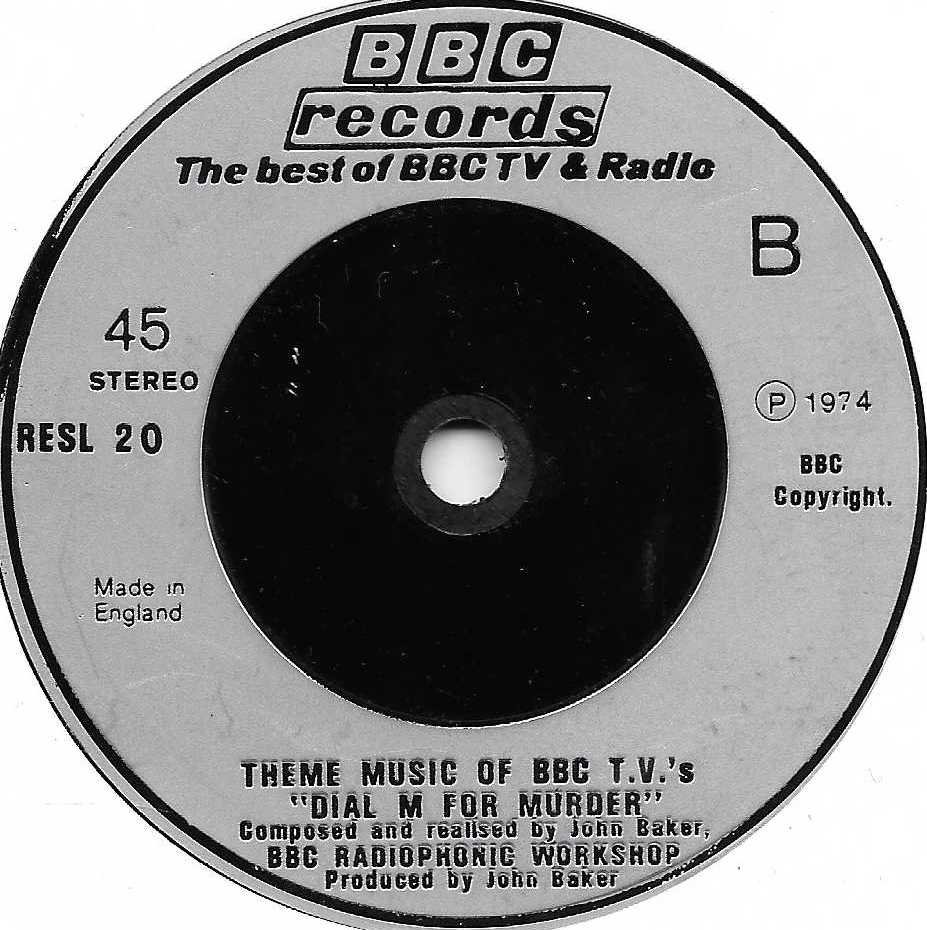 BBC
records
The best of BBC TV & Radio
B
45
STEREO
RESL 20
Ⓟ 1974
BBC
Copyright.
Made in
England
THEME MUSIC OF BBC T.V.'s
"DIAL M FOR MURDER"
Composed and realised by John Baker,
BBC RADIOPHONIC WORKSHOP
Produced by John Baker